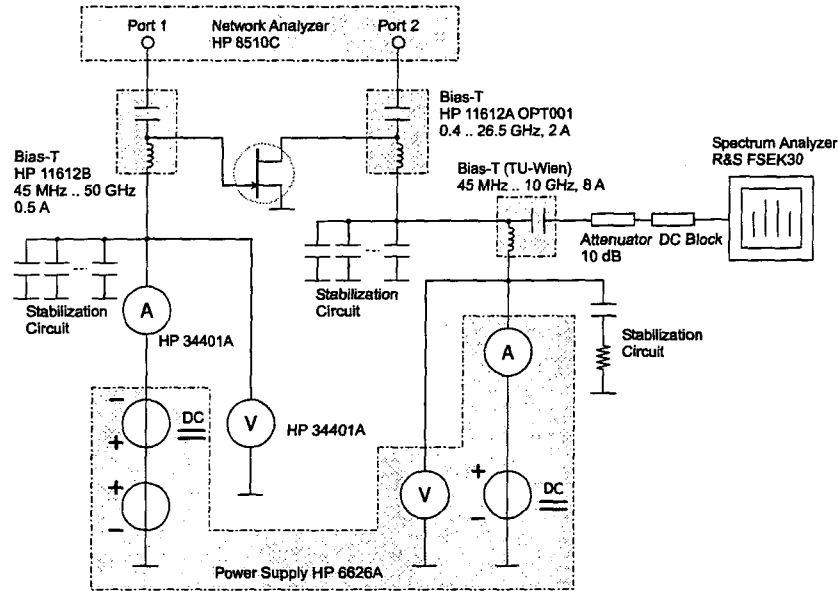 Port 1
Network Analyzer
HP 8510C
Port 2
Bias-T
HP 11612A OPT001
0.4 .. 26.5 GHz, 2 A
Bias-T
HP 11612B
45 MHz .. 50 GHz
0.5 A
Bias-T (TU-Wien)
45 MHz .. 10 GHz, 8 A
Spectrum Analyzer
R&S FSEK30
Attenuator
10 dB
DC Block
...
Stabilization
Circuit
...
Stabilization
Circuit
A
HP 34401A
Stabilization
Circuit
A
−
DC
+
V
HP 34401A
+
−
V
+
DC
−
Power Supply HP 6626A